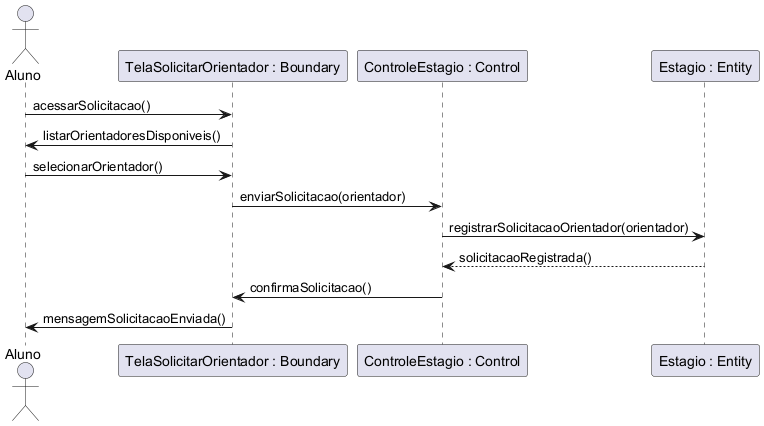 Aluno
TelaSolicitarOrientador : Boundary
ControleEstagio : Control
Estagio : Entity
acessarSolicitacao()
listarOrientadoresDisponiveis()
selecionarOrientador()
enviarSolicitacao(orientador)
registrarSolicitacaoOrientador(orientador)
solicitacaoRegistrada()
confirmaSolicitacao()
mensagemSolicitacaoEnviada()
Aluno
TelaSolicitarOrientador : Boundary
ControleEstagio : Control
Estagio : Entity